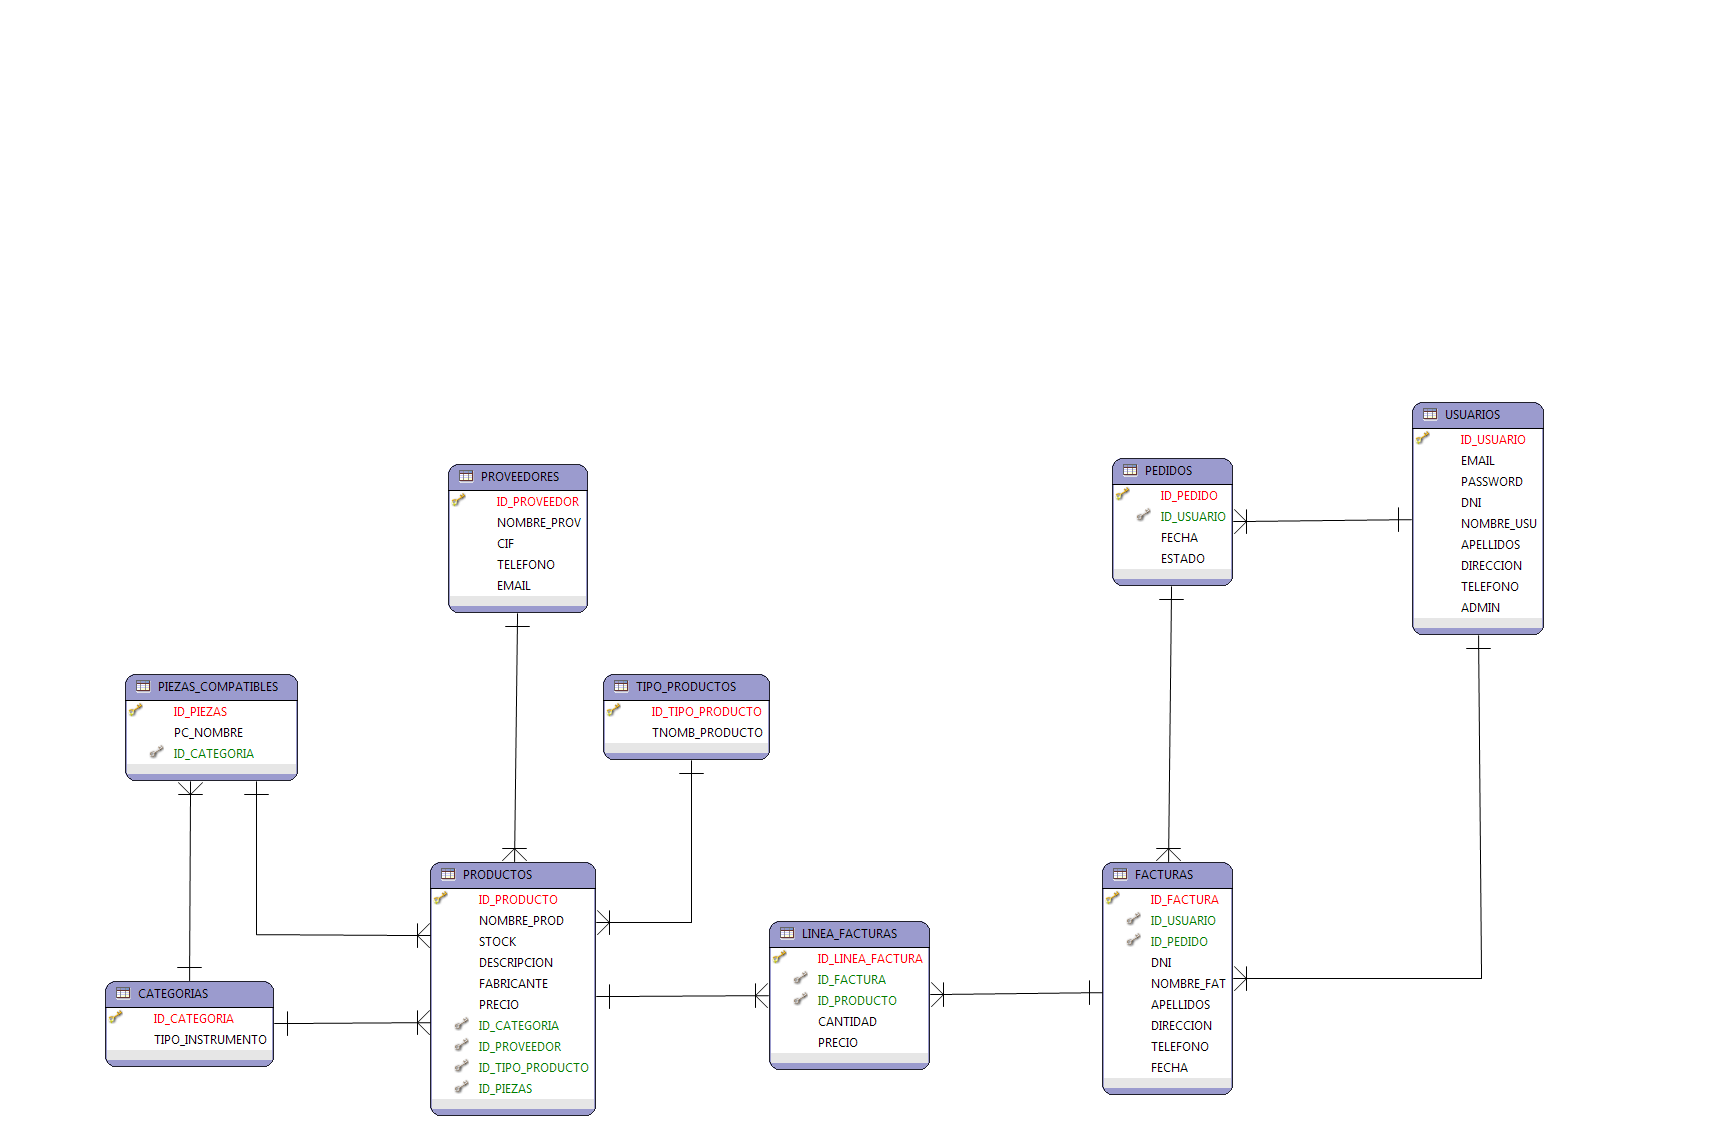 USUARIOS
ID_USUARIO
EMAIL
PASSWORD
DNI
NOMBRE_USU
APELLIDOS
DIRECCION
TELEFONO
ADMIN
PEDIDOS
ID_PEDIDO
ID_USUARIO
FECHA
ESTADO
PROVEEDORES
ID_PROVEEDOR
NOMBRE_PROV
CIF
TELEFONO
EMAIL
PIEZAS_COMPATIBLES
ID_PIEZAS
PC_NOMBRE
ID_CATEGORIA
TIPO_PRODUCTOS
ID_TIPO_PRODUCTO
TNOMB_PRODUCTO
PRODUCTOS
ID_PRODUCTO
NOMBRE_PROD
STOCK
DESCRIPCION
FABRICANTE
PRECIO
ID_CATEGORIA
ID_PROVEEDOR
ID_TIPO_PRODUCTO
ID_PIEZAS
FACTURAS
ID_FACTURA
ID_USUARIO
ID_PEDIDO
DNI
NOMBRE_FAT
APELLIDOS
DIRECCION
TELEFONO
FECHA
LINEA_FACTURAS
ID_LINEA_FACTURA
ID_FACTURA
ID_PRODUCTO
CANTIDAD
PRECIO
CATEGORIAS
ID_CATEGORIA
TIPO_INSTRUMENTO